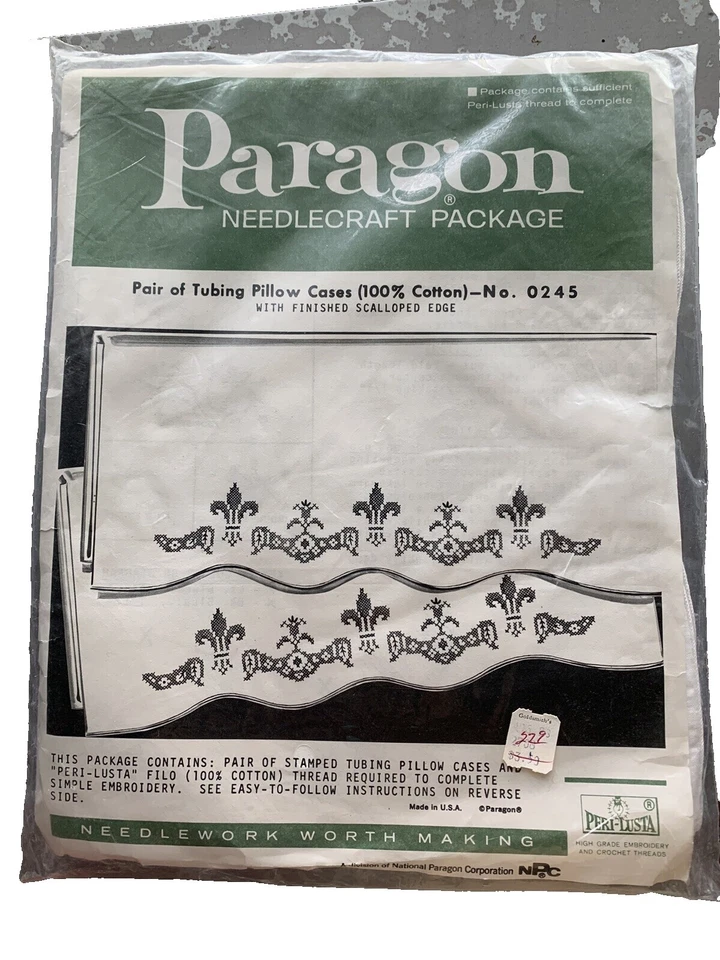 ■ Package contains sufficient
Peri-Lusta thread to complete
Paragon®
NEEDLECRAFT PACKAGE
Pair of Tubing Pillow Cases (100% Cotton)—No. 0245
WITH FINISHED SCALLOPED EDGE
Goldsmith's
THIS PACKAGE CONTAINS: PAIR OF STAMPED TUBING PILLOW CASES AND
"PERI-LUSTA" FILO (100% COTTON) THREAD REQUIRED TO COMPLETE
SIMPLE EMBROIDERY. SEE EASY-TO-FOLLOW INSTRUCTIONS ON REVERSE
SIDE.
Made in U.S.A. ©Paragon®
PERI-LUSTA ®
HIGH GRADE EMBROIDERY
AND CROCHET THREADS
NEEDLEWORK WORTH MAKING
A division of National Paragon Corporation NPC